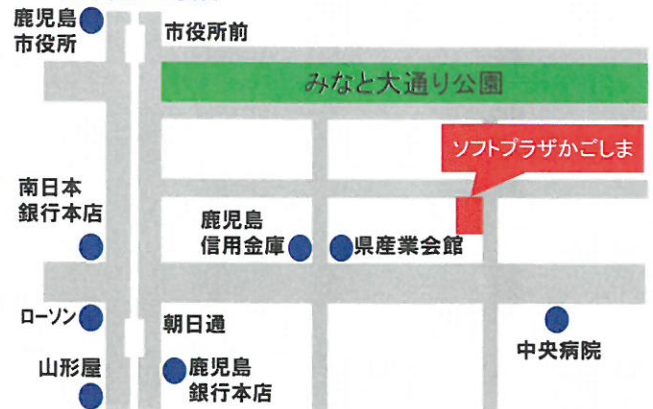 鹿児島
市役所
市役所前
みなと大通り公園
ソフトプラザかごしま
南日本
銀行本店
鹿児島
信用金庫
県産業会館
ローソン
朝日通
中央病院
山形屋
鹿児島
銀行本店